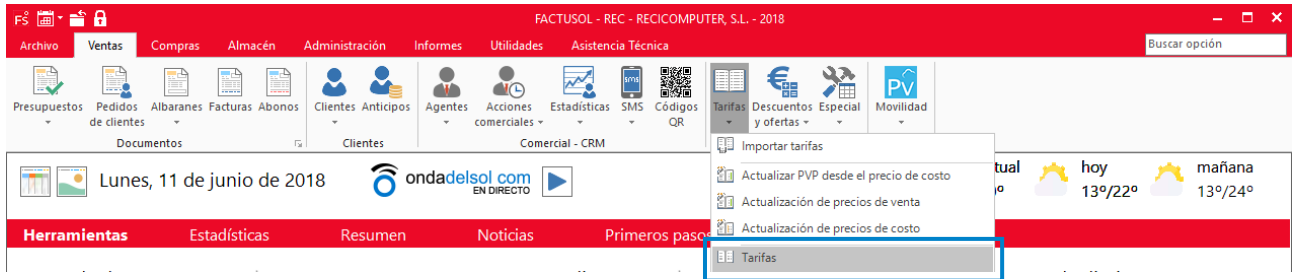 FS
FACTUSOL - REC - RECICOMPUTER, S.L. - 2018
Archivo Ventas Compras Almacén Administración Informes Utilidades Asistencia Técnica Buscar opción
Presupuestos Pedidos de clientes Albaranes Facturas Abonos Clientes Anticipos Agentes Acciones comerciales Estadísticas SMS Códigos QR Tarifas Descuentos y ofertas Especial Movilidad
Documentos Clientes Comercial - CRM
Importar tarifas
Lunes, 11 de junio de 2018 ondadelsol com EN DIRECTO tual hoy mañana
13º/22º 13º/24º
Actualizar PVP desde el precio de costo
Actualización de precios de venta
Actualización de precios de costo
Herramientas Estadísticas Resumen Noticias Primeros pasos
Tarifas